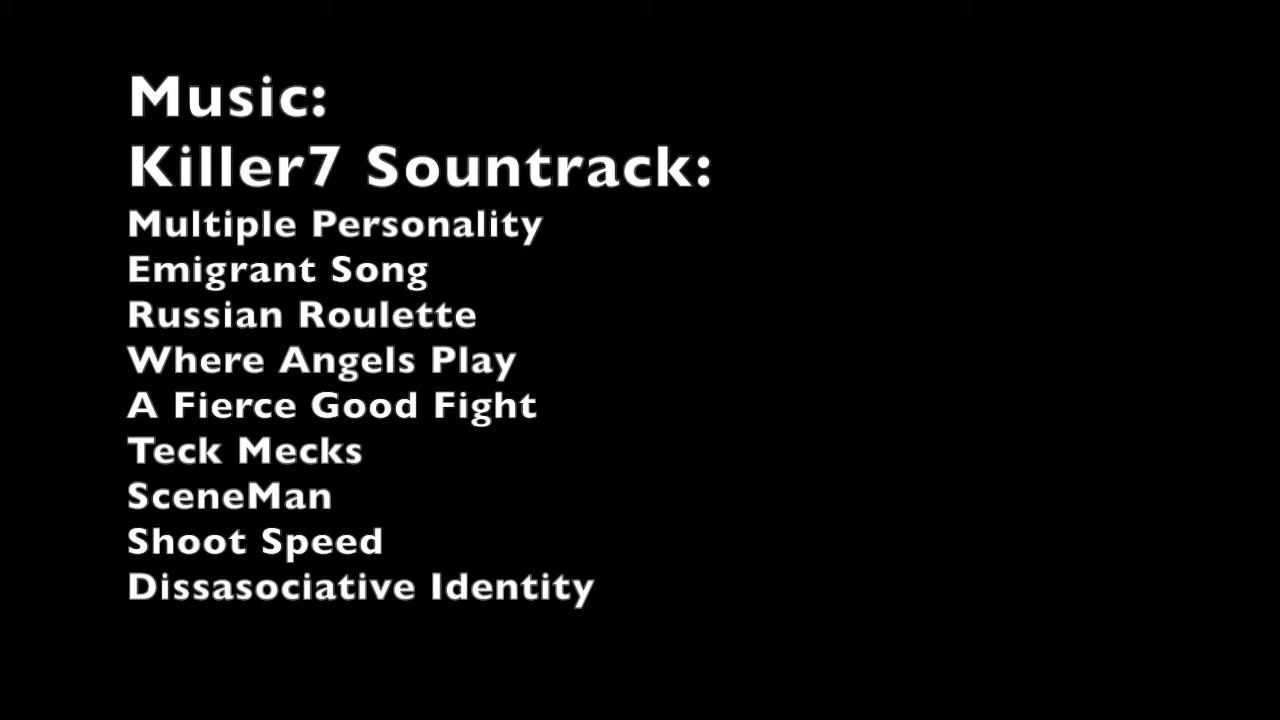 Music:
Killer7 Sountrack:
Multiple Personality
Emigrant Song
Russian Roulette
Where Angels Play
A Fierce Good Fight
Teck Mecks
SceneMan
Shoot Speed
Dissasociative Identity